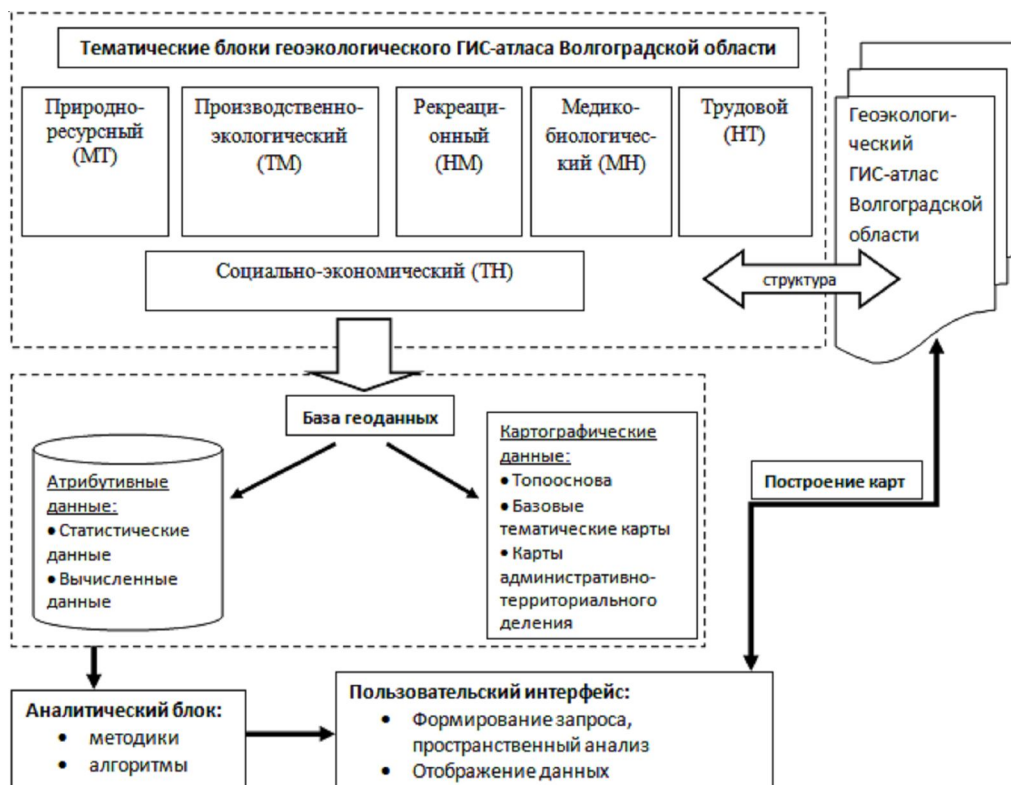 Тематические блоки геоэкологического ГИС-атласа Волгоградской области
Природно-
ресурсный
(МТ)
Производственно-
экологический
(ТМ)
Рекреаци-
онный
(НМ)
Медико-
биологичес-
кий (МН)
Трудовой
(НТ)
Социально-экономический (ТН)
Геоэкологи-
ческий
ГИС-атлас
Волгоградской
области
структура
База геоданных
Атрибутивные
данные:
• Статистические
данные
• Вычисленные
данные
Картографические
данные:
• Топооснова
• Базовые
тематические карты
• Карты
административно-
территориального
деления
Построение карт
Аналитический блок:
• методики
• алгоритмы
Пользовательский интерфейс:
• Формирование запроса,
пространственный анализ
• Отображение данных